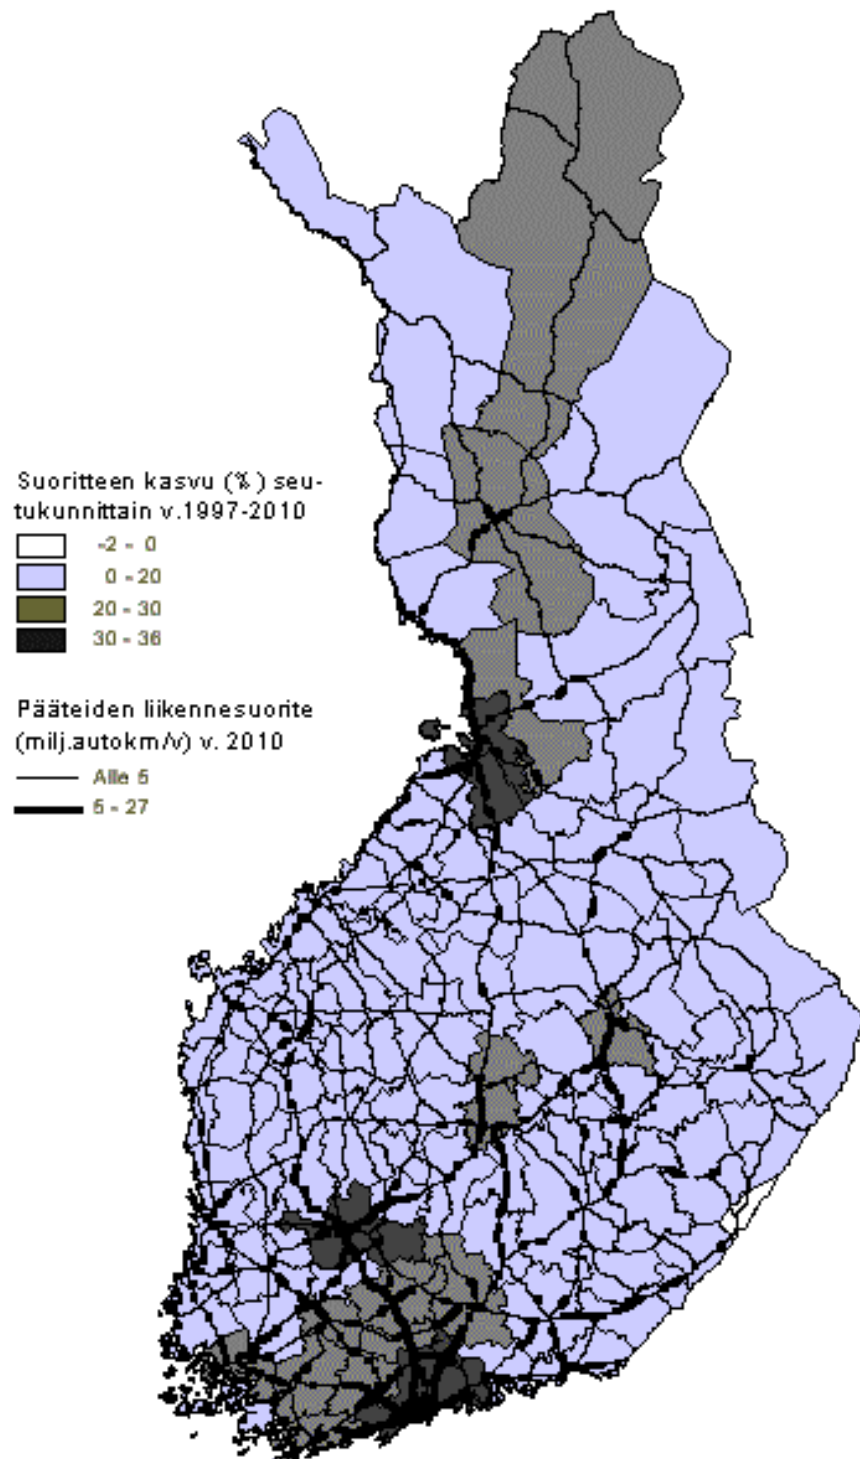 Suoritteen kasvu (%) seu-
tukunnittain v.1997-2010
-2 - 0
0 - 20
20 - 30
30 - 36
Pääteiden liikennesuorite
(milj.autokm/v) v. 2010
Alle 5
5 - 27